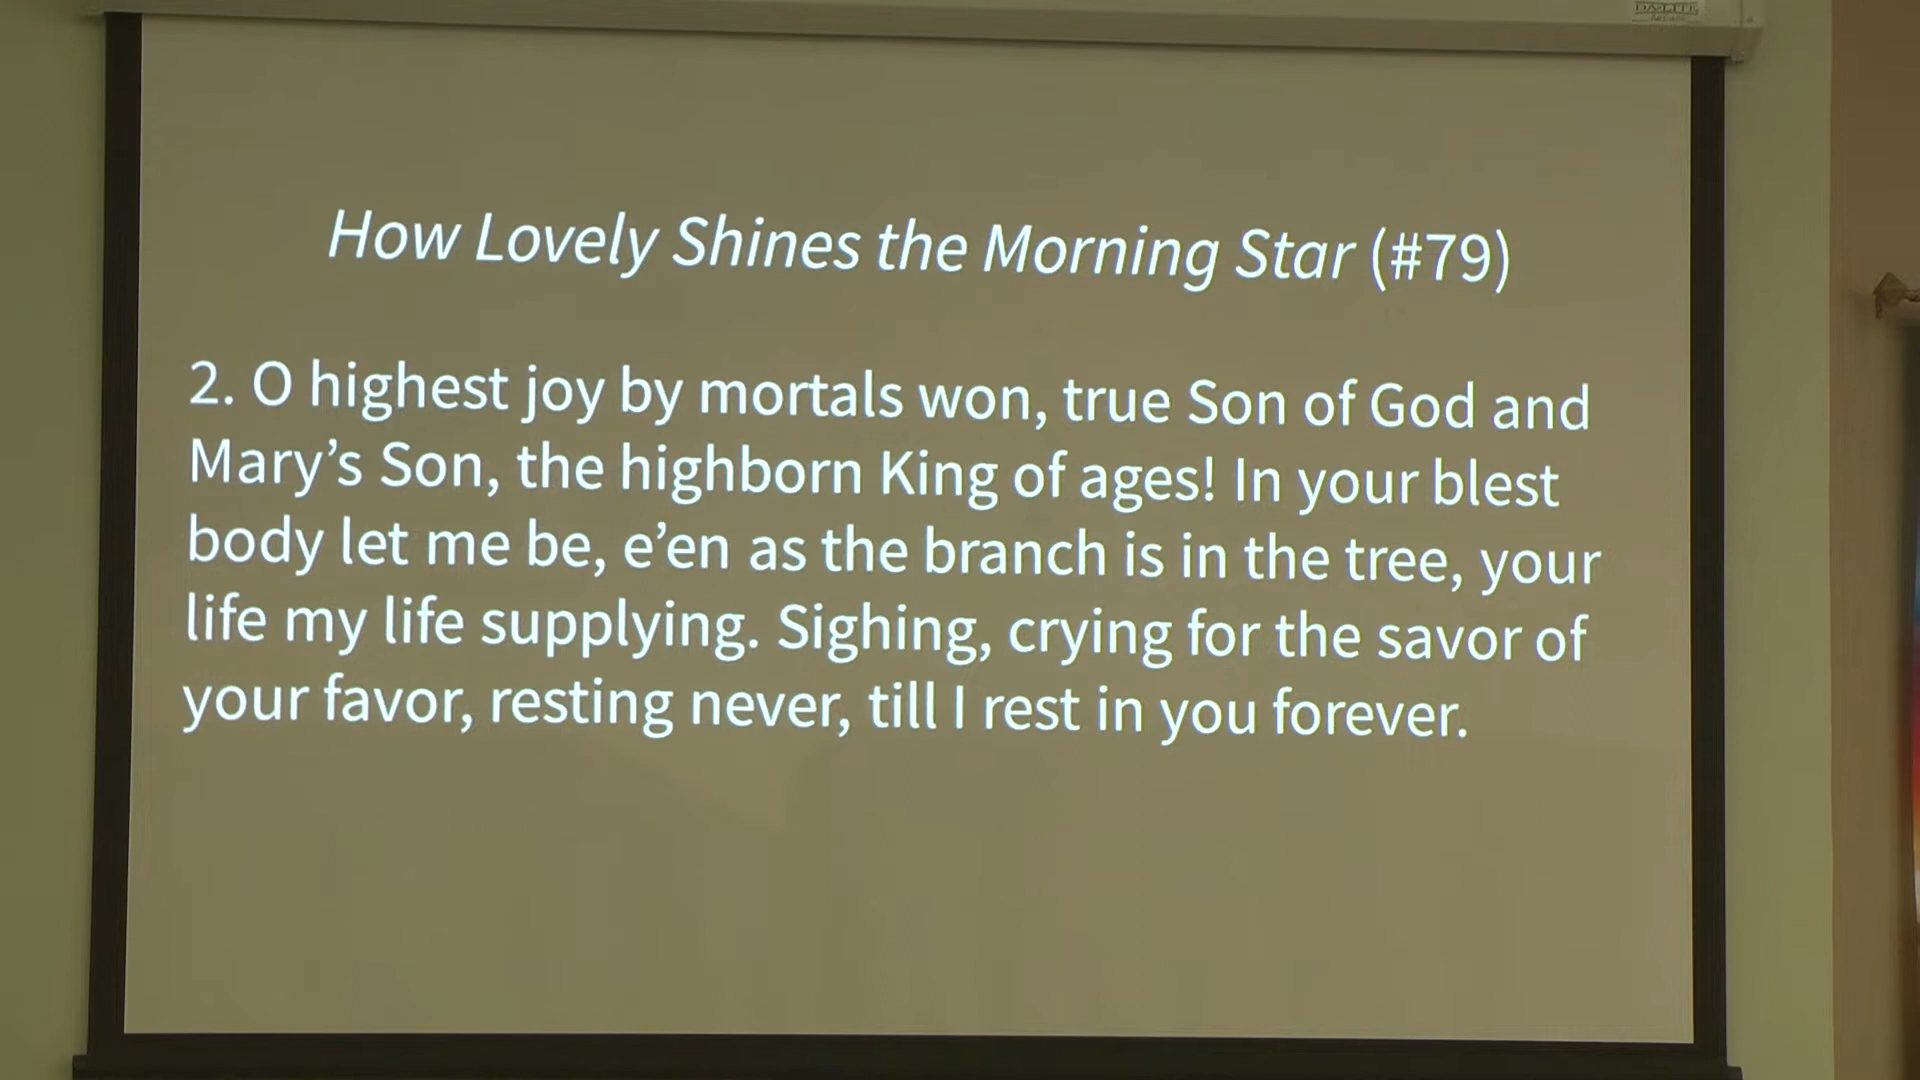 DA-LITE
How Lovely Shines the Morning Star (#79)
2. O highest joy by mortals won, true Son of God and
Mary’s Son, the highborn King of ages! In your blest
body let me be, e’en as the branch is in the tree, your
life my life supplying. Sighing, crying for the savor of
your favor, resting never, till I rest in you forever.